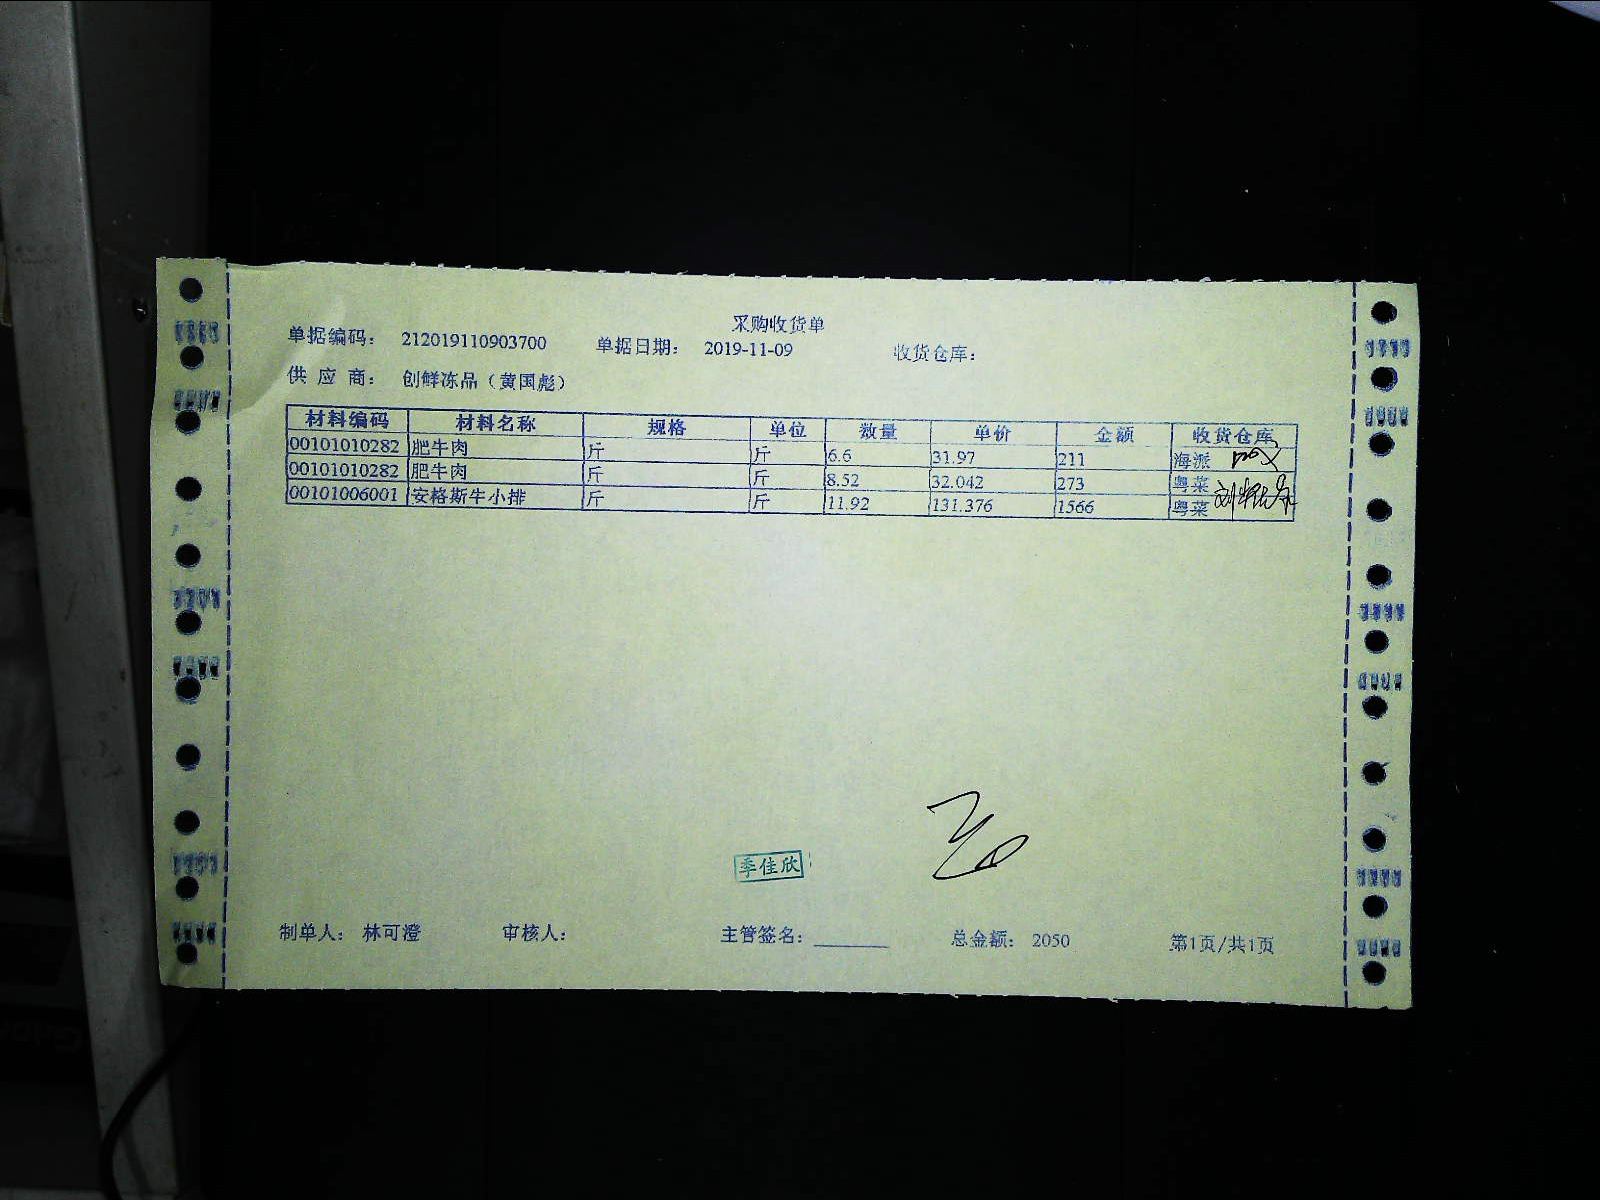 采购收货单
单据编码： 212019110903700 单据日期： 2019-11-09 收货仓库：
供 应 商： 创鲜冻品（黄国彪）
材料编码 材料名称 规格 单位 数量 单价 金额 收货仓库
00101010282 肥牛肉 斤 斤 6.6 31.97 211 海派
00101010282 肥牛肉 斤 斤 8.52 32.042 273 粤菜
00101006001 安格斯牛小排 斤 斤 11.92 131.376 1566 粤菜
季佳欣
制单人： 林可澄 审核人： 主管签名： 总金额： 2050 第1页/共1页